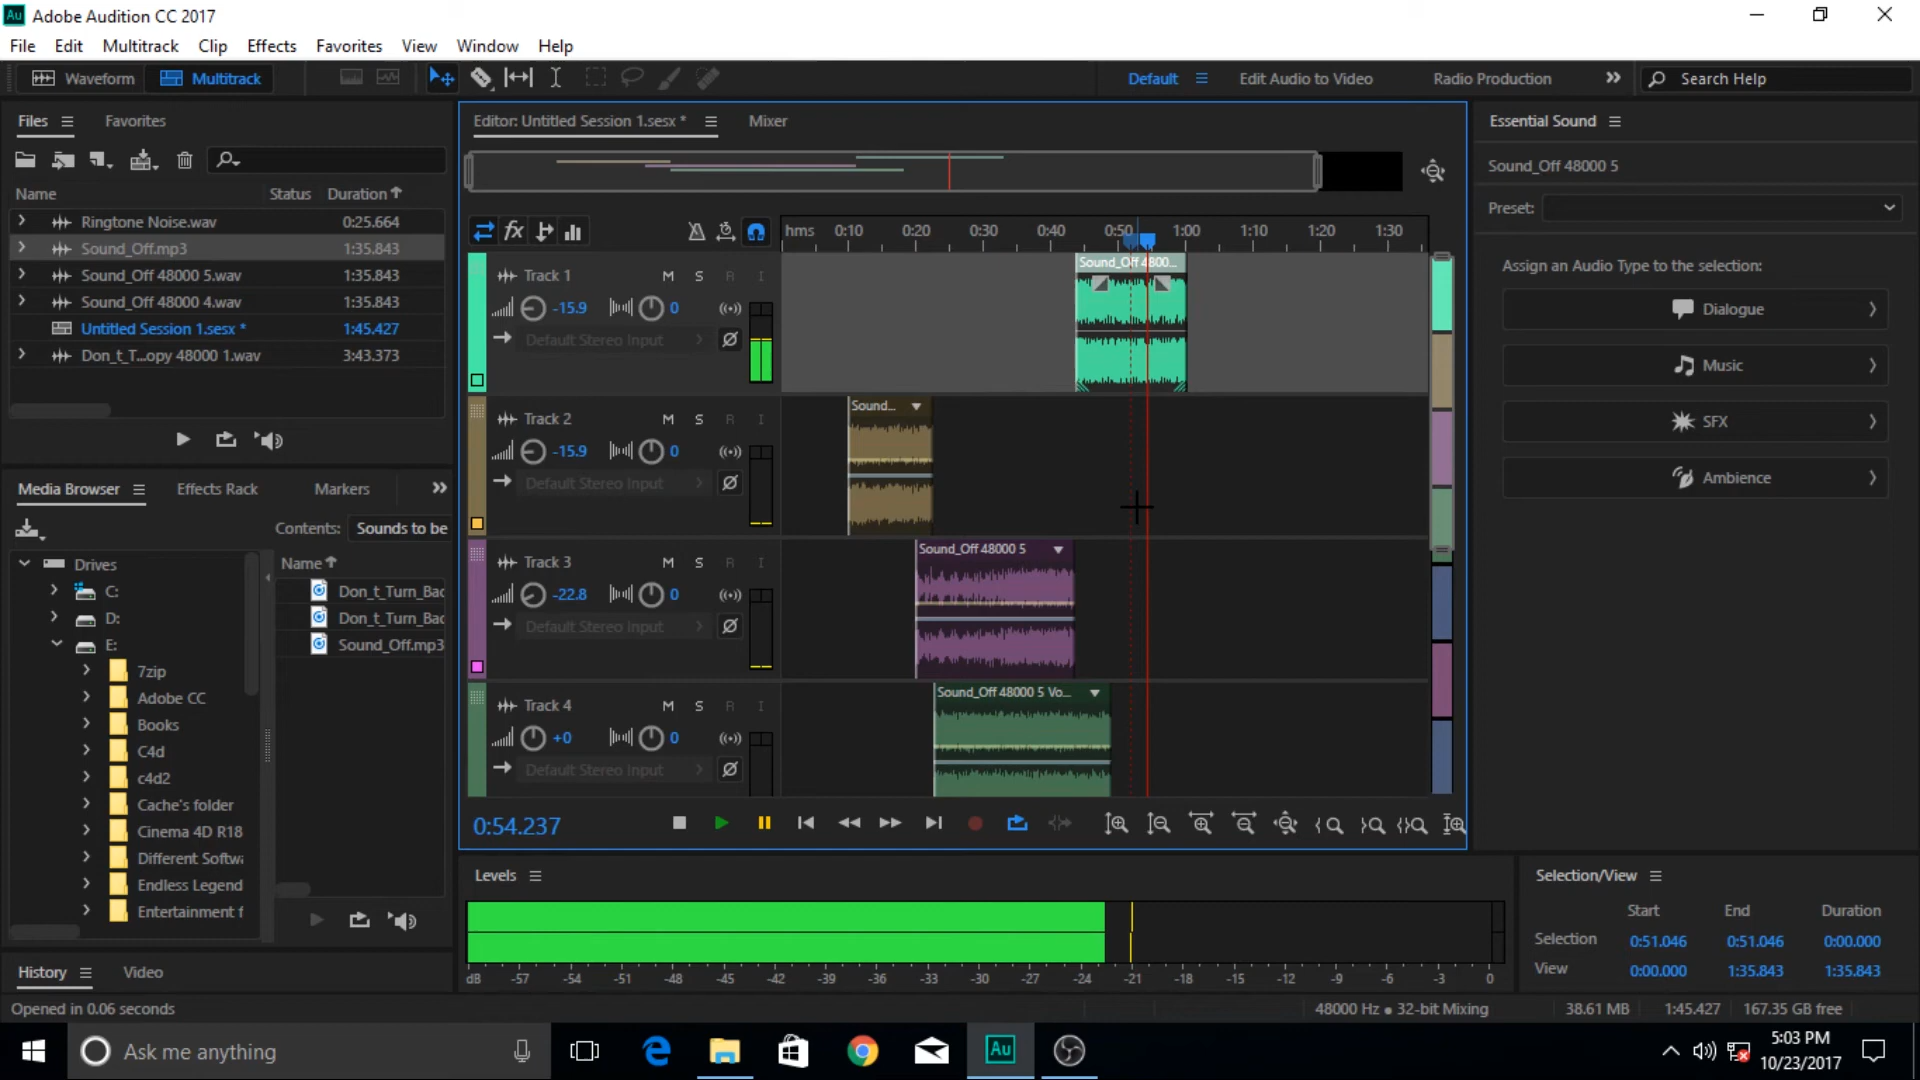 Au Adobe Audition CC 2017
File Edit Multitrack Clip Effects Favorites View Window Help
Waveform Multitrack Default Edit Audio to Video Radio Production Search Help
Files Favorites
Name Status Duration
Ringtone Noise.wav 0:25.664
Sound_Off.mp3 1:35.843
Sound_Off 48000 5.wav 1:35.843
Sound_Off 48000 4.wav 1:35.843
Untitled Session 1.sesx * 1:45.427
Don_t_T...opy 48000 1.wav 3:43.373
Media Browser Effects Rack Markers
Contents: Sounds to be
Drives
C:
D:
E:
7zip
Adobe CC
Books
C4d
c4d2
Cache's folder
Cinema 4D R18
Different Softwa
Endless Legend
Entertainment f
Name
Don_t_Turn_Bac
Don_t_Turn_Bac
Sound_Off.mp3
History Video
Opened in 0.06 seconds
Editor: Untitled Session 1.sesx * Mixer
fx
hms 0:10 0:20 0:30 0:40 0:50 1:00 1:10 1:20 1:30
Track 1 M S R I
-15.9 0
Default Stereo Input
Sound_Off 4800...
Track 2 M S R I
-15.9 0
Default Stereo Input
Sound...
Track 3 M S R I
-22.8 0
Default Stereo Input
Sound_Off 48000 5
Track 4 M S R I
+0 0
Default Stereo Input
Sound_Off 48000 5 Vo...
0:54.237
Levels
dB -57 -54 -51 -48 -45 -42 -39 -36 -33 -30 -27 -24 -21 -18 -15 -12 -9 -6 -3 0
Essential Sound
Sound_Off 48000 5
Preset:
Assign an Audio Type to the selection:
Dialogue
Music
SFX
Ambience
Selection/View
Start End Duration
Selection 0:51.046 0:51.046 0:00.000
View 0:00.000 1:35.843 1:35.843
48000 Hz ● 32-bit Mixing 38.61 MB 1:45.427 167.35 GB free
Ask me anything
Au
5:03 PM
10/23/2017